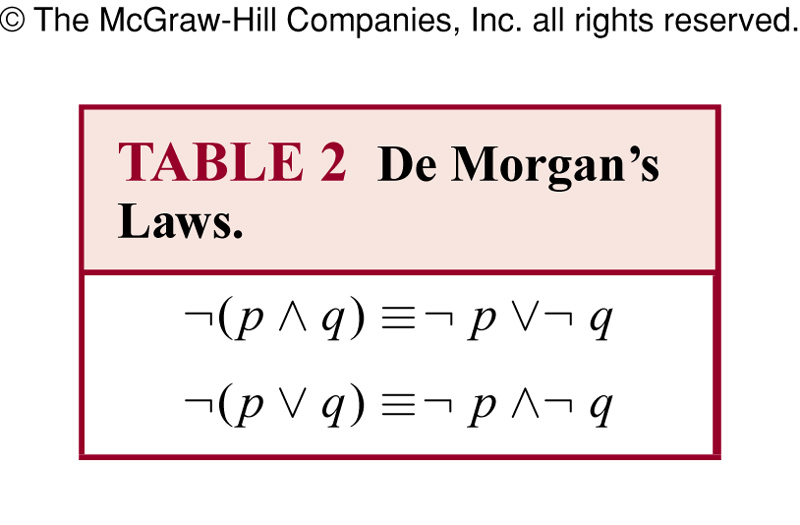 © The McGraw-Hill Companies, Inc. all rights reserved.
TABLE 2 De Morgan’s
Laws.
¬(p ∧ q) ≡¬ p ∨¬ q
¬(p ∨ q) ≡¬ p ∧¬ q